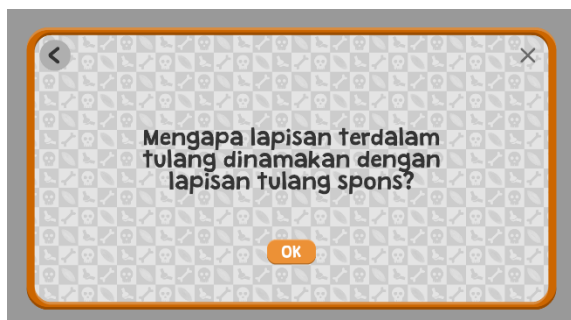 Mengapa lapisan terdalam
tulang dinamakan dengan
lapisan tulang spons?
OK